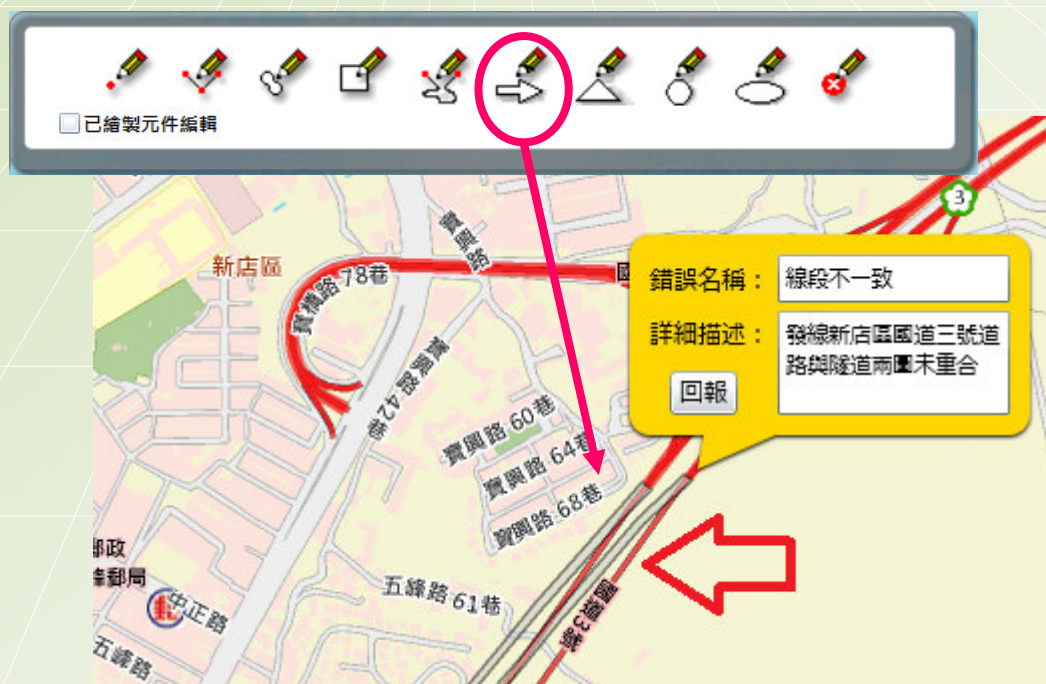 已繪製元件編輯
3
新店區
寶興路
寶橋路 78巷
國
錯誤名稱：
線段不一致
詳細描述：
發線新店區國道三號道
路與隧道兩圖未重合
回報
寶興路 42巷
寶興路 60巷
寶興路 64巷
寶興路 68巷
郵政
峰郵局
中正路
五峰路
五峰路 61巷
國道3號